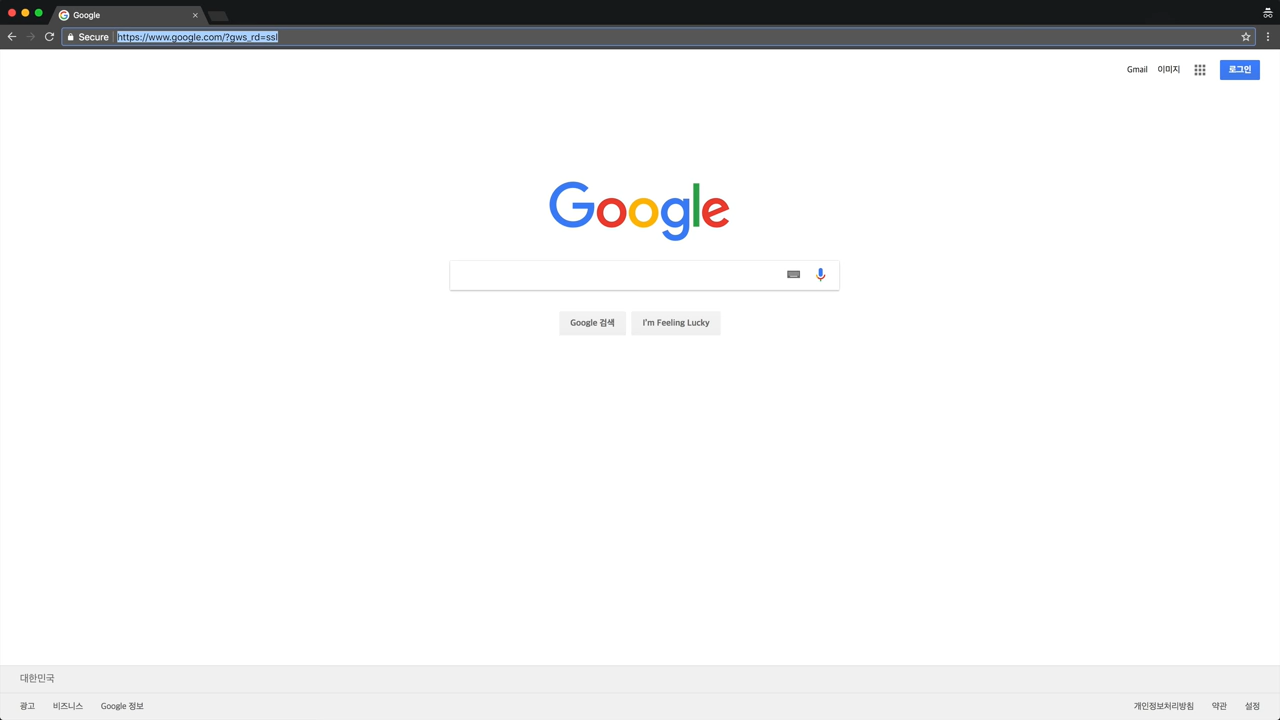 Google
Secure
https://www.google.com/?gws_rd=ssl
Gmail 이미지 로그인
Google
Google 검색 I'm Feeling Lucky
대한민국
광고 비즈니스 Google 정보 개인정보처리방침 약관 설정